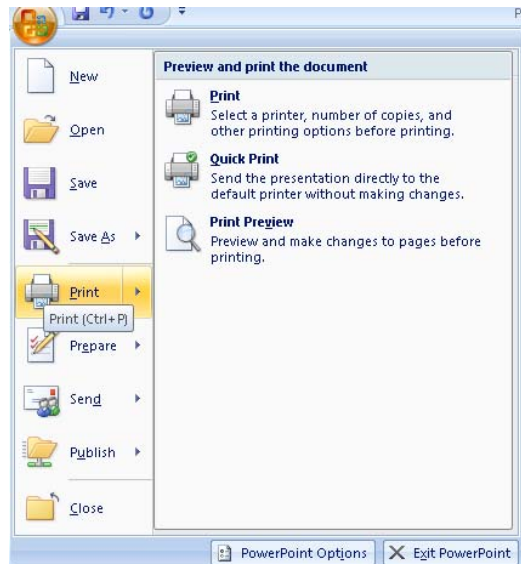 P
New
Open
Save
Save As
Print
Print (Ctrl+P)
Prepare
Send
Publish
Close
Preview and print the document
Print
Select a printer, number of copies, and
other printing options before printing.
Quick Print
Send the presentation directly to the
default printer without making changes.
Print Preview
Preview and make changes to pages before
printing.
PowerPoint Options
Exit PowerPoint